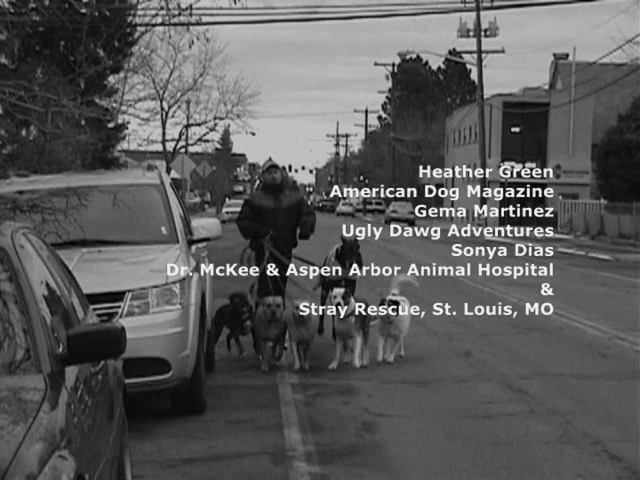 Heather Green
American Dog Magazine
Gema Martinez
Ugly Dawg Adventures
Sonya Dias
Dr. McKee & Aspen Arbor Animal Hospital
&
Stray Rescue, St. Louis, MO